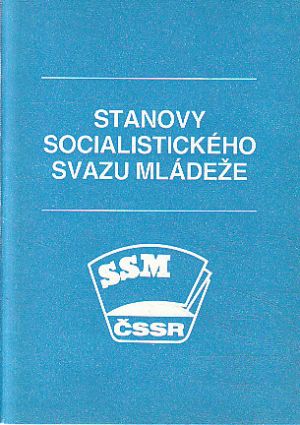 STANOVY
SOCIALISTICKÉHO
SVAZU MLÁDEŽE
SSM
ČSSR